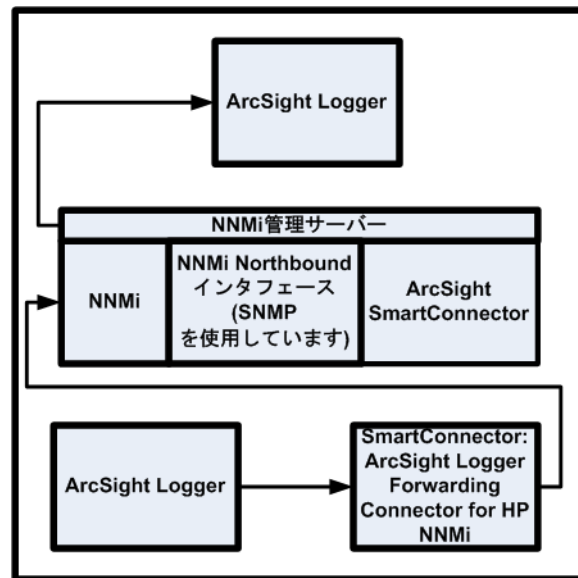 ArcSight Logger
NNMi管理サーバー
NNMi
NNMi Northbound
インタフェース
(SNMP
を使用しています)
ArcSight
SmartConnector
ArcSight Logger
SmartConnector:
ArcSight Logger
Forwarding
Connector for HP
NNMi